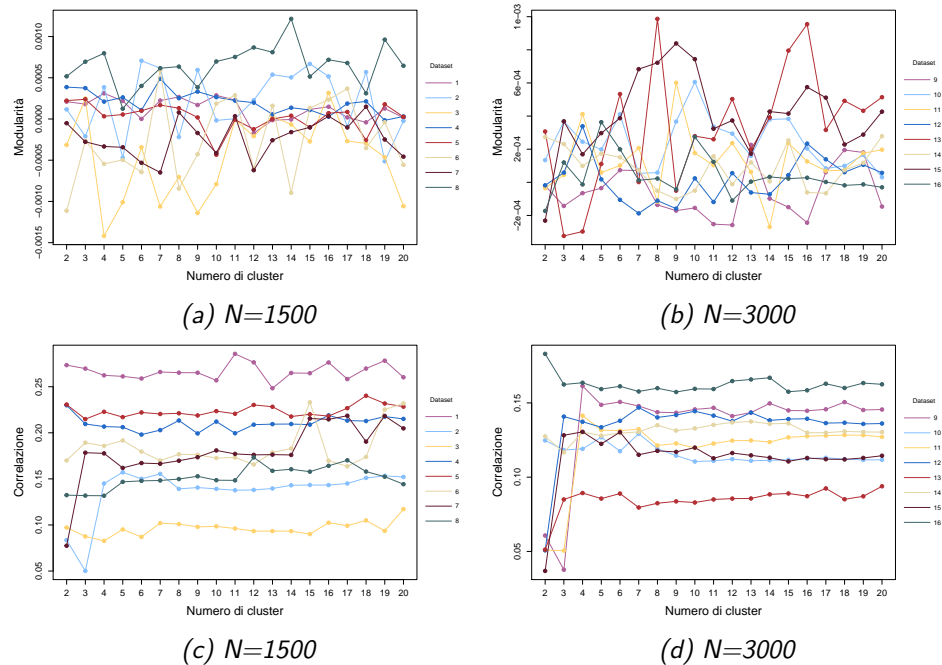 Modularità
0.0010
0.0005
0.0000
−0.0005
−0.0010
−0.0015
2 3 4 5 6 7 8 9 10 11 12 13 14 15 16 17 18 19 20
Numero di cluster
Dataset
1
2
3
4
5
6
7
8
(a) N=1500
Modularità
1e−03
6e−04
2e−04
−2e−04
2 3 4 5 6 7 8 9 10 11 12 13 14 15 16 17 18 19 20
Numero di cluster
Dataset
9
10
11
12
13
14
15
16
(b) N=3000
Correlazione
0.25
0.20
0.15
0.10
0.05
2 3 4 5 6 7 8 9 10 11 12 13 14 15 16 17 18 19 20
Numero di cluster
Dataset
1
2
3
4
5
6
7
8
(c) N=1500
Correlazione
0.15
0.10
0.05
2 3 4 5 6 7 8 9 10 11 12 13 14 15 16 17 18 19 20
Numero di cluster
Dataset
9
10
11
12
13
14
15
16
(d) N=3000